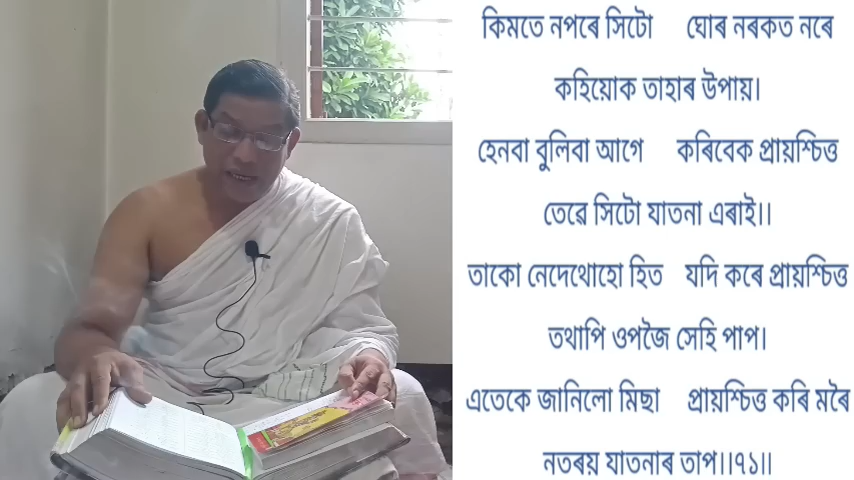 কিমতে নপৰে সিটো ঘোৰ নৰকত নৰে
কহিয়োক তাহাৰ উপায়।
হেনবা বুলিবা আগে কৰিবেক প্ৰায়শ্চিত্ত
তেৱে সিটো যাতনা এৰাই।।
তাকো নেদেথোহো হিত যদি কৰে প্ৰায়শ্চিত্ত
তথাপি ওপজৈ সেহি পাপ।
এতেকে জানিলো মিছা প্ৰায়শ্চিত্ত কৰি মৰৈ
নতৰয় যাতনাৰ তাপ।।৭১।।